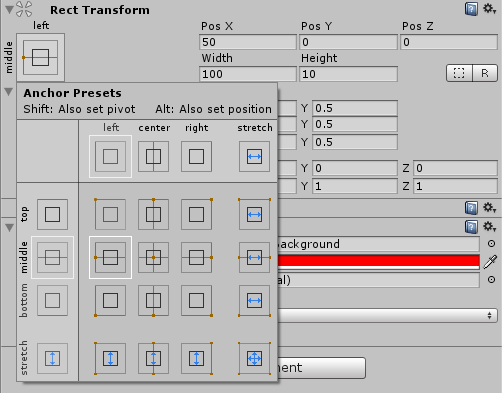 Rect Transform
left
middle
Pos X Pos Y Pos Z
50 0 0
Width Height
100 10
R
Anchor Presets
Shift: Also set pivot Alt: Also set position
left center right stretch
top
middle
bottom
stretch
Y 0.5
Y 0.5
Y 0.5
Y 0 Z 0
Y 1 Z 1
ackground
al)
nent